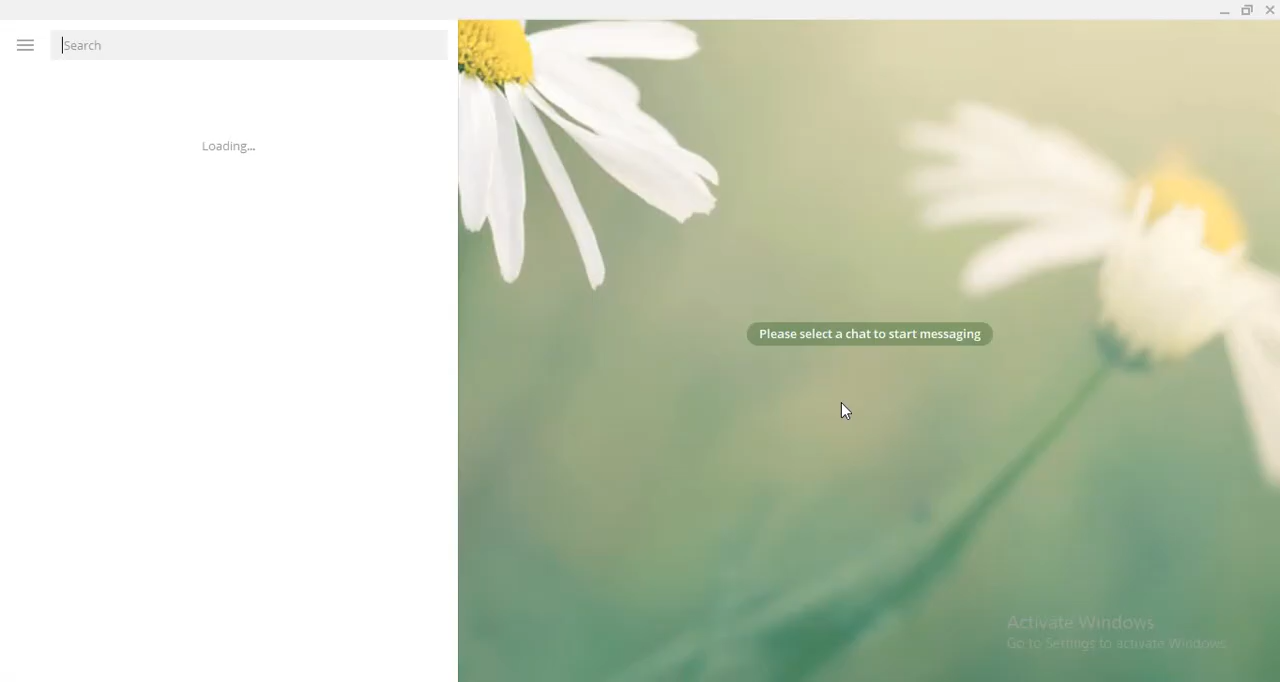 Search
Loading...
Please select a chat to start messaging
Activate Windows
Go to Settings to activate Windows.